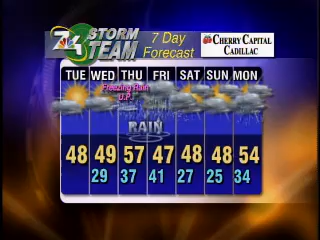 7&4 STORM TEAM
7 Day Forecast
CHERRY CAPITAL
CADILLAC
TUE WED THU FRI SAT SUN MON
Freezing Rain
U.P.
RAIN
48 49 57 47 48 48 54
29 37 41 27 25 34